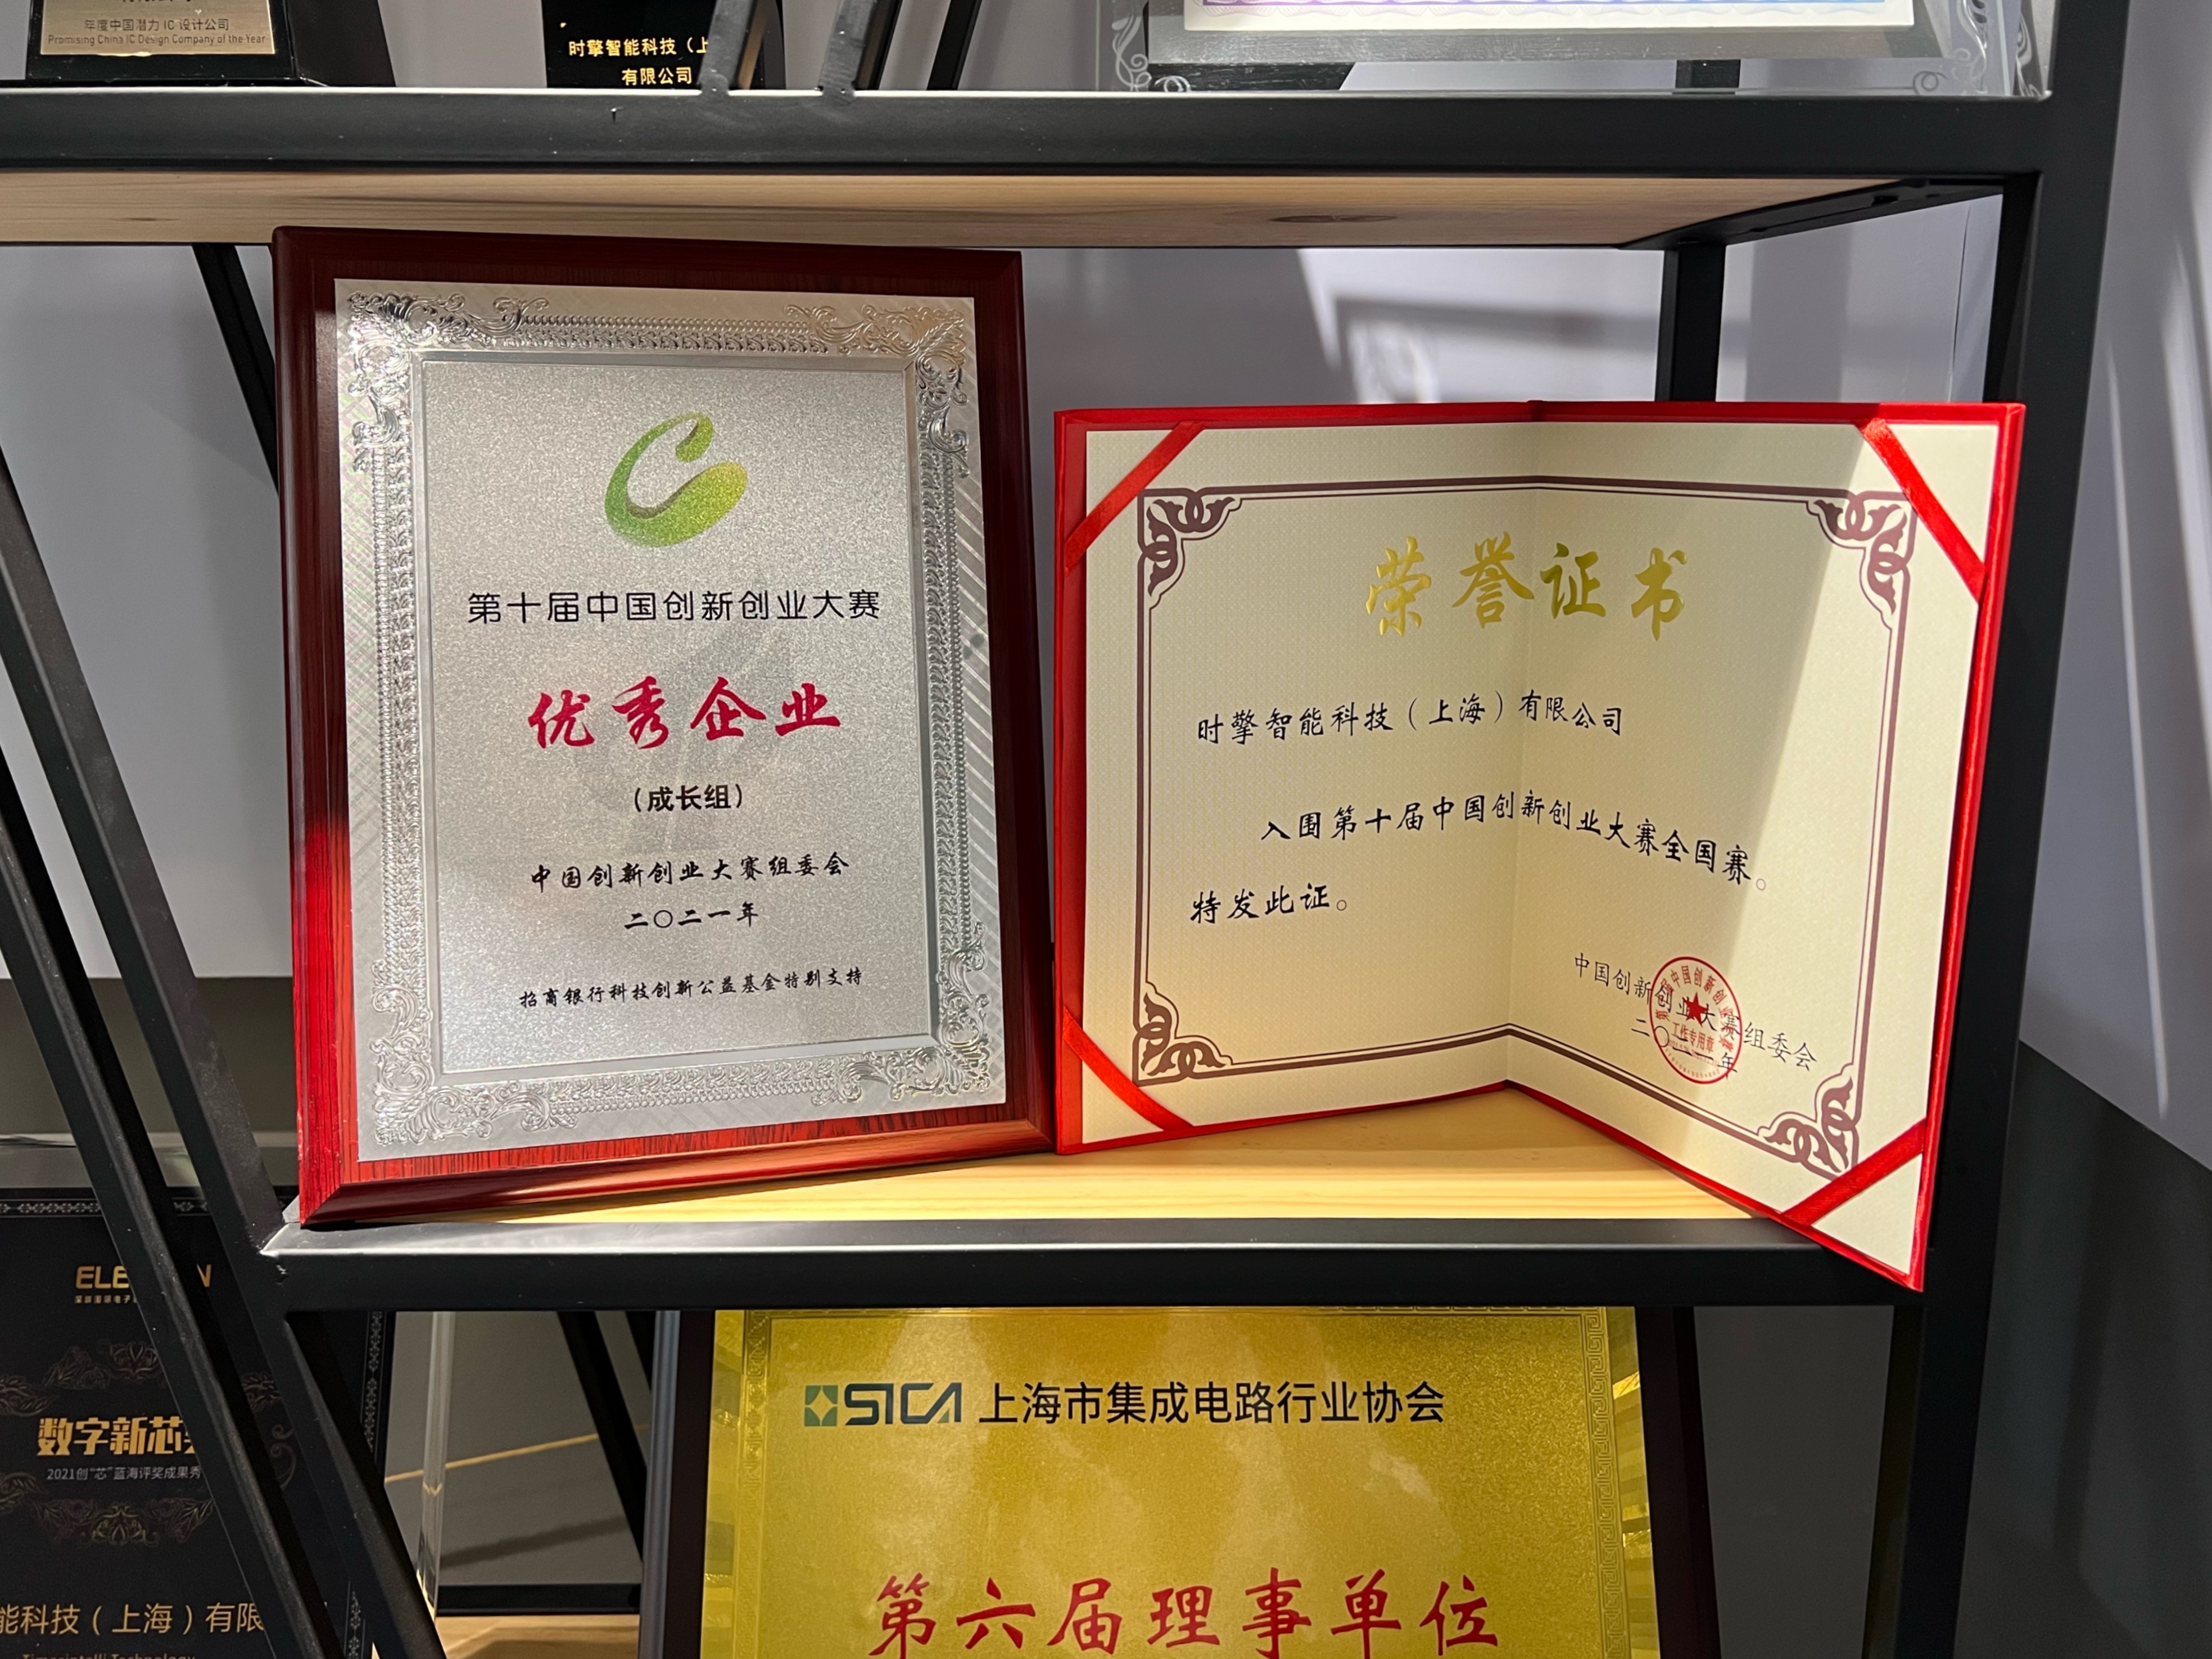 年度中国潜力 IC 设计公司
Promising China IC Design Company of the Year
时擎智能科技（上
有限公司
第十届中国创新创业大赛
优秀企业
（成长组）
中国创新创业大赛组委会
二〇二一年
招商银行科技创新公益基金特别支持
荣誉证书
时擎智能科技（上海）有限公司
入围第十届中国创新创业大赛全国赛。
特发此证。
中国创新创业大赛组委会
工作专用章
ELE
N
数字新芯
2021创“芯”蓝海评奖成果秀
能科技（上海）有限
SICA 上海市集成电路行业协会
第六届理事单位